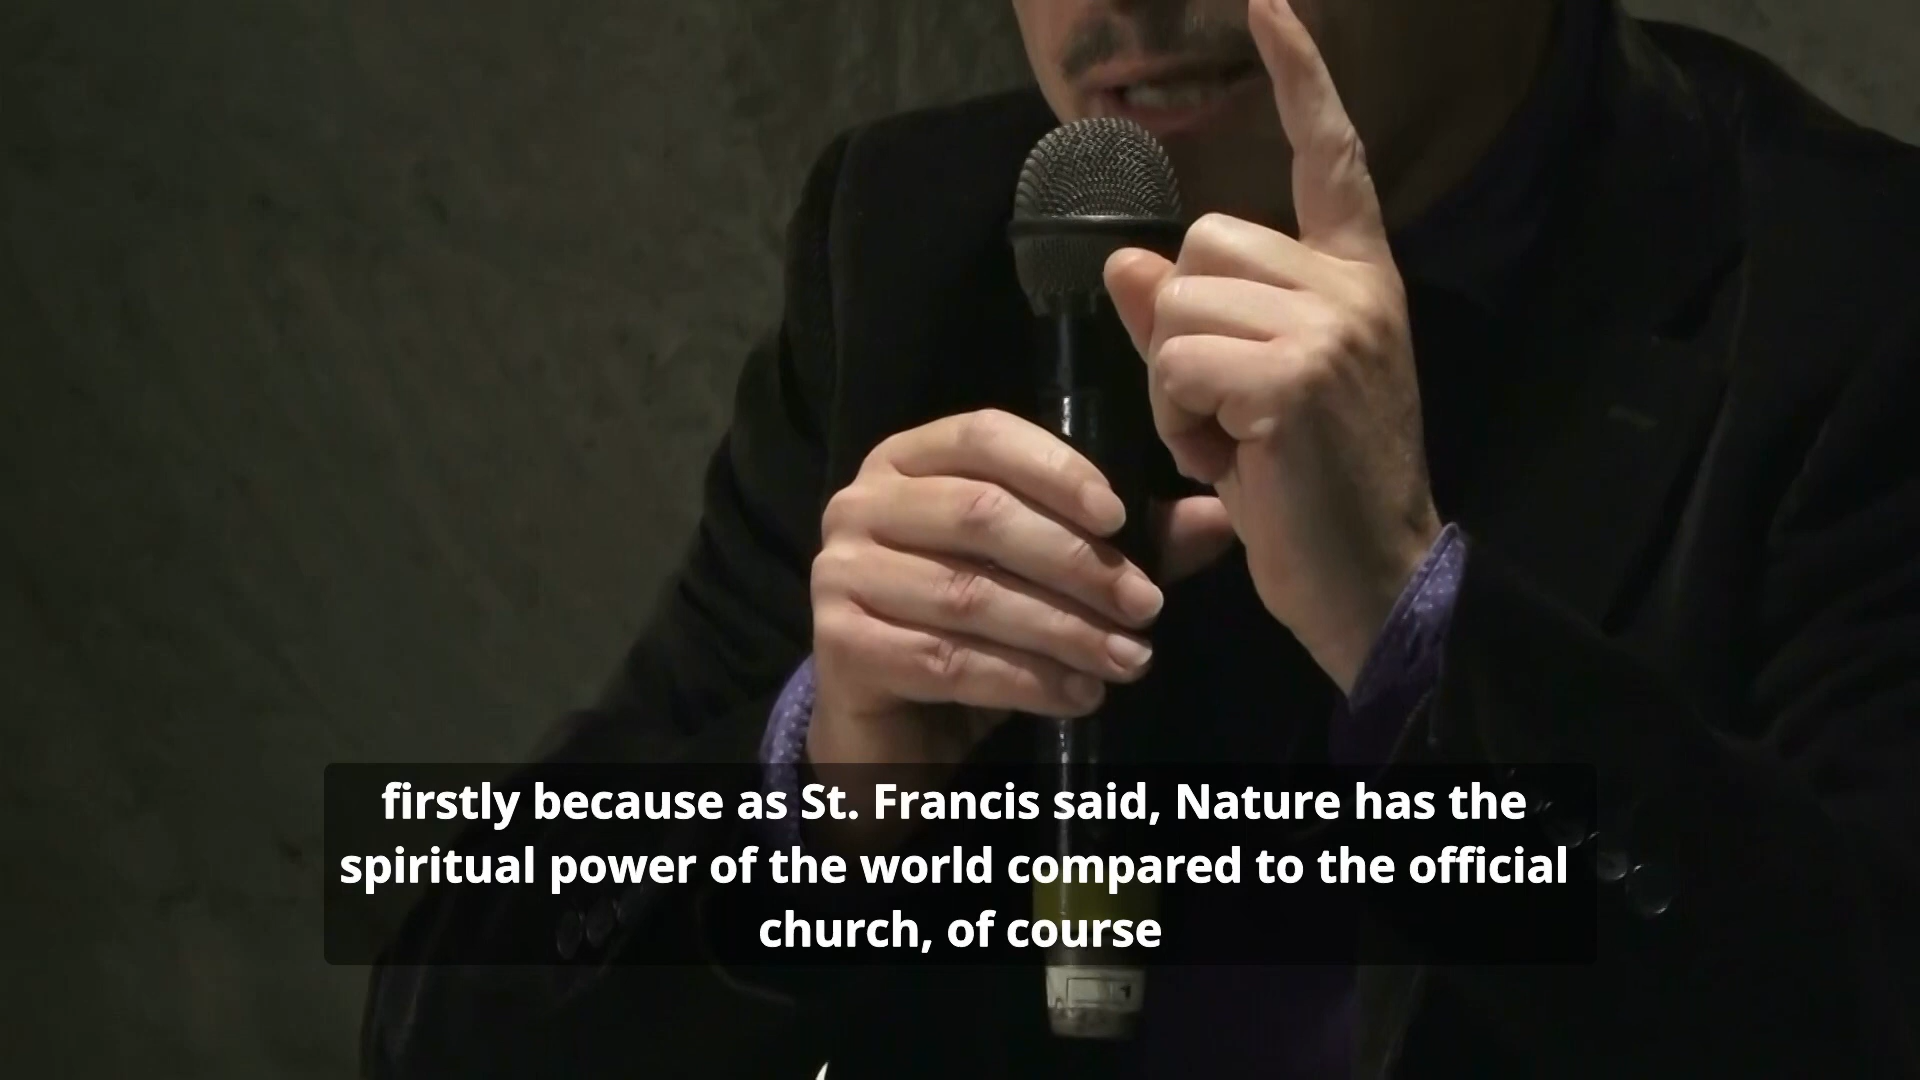 firstly because as St. Francis said, Nature has the
spiritual power of the world compared to the official
church, of course